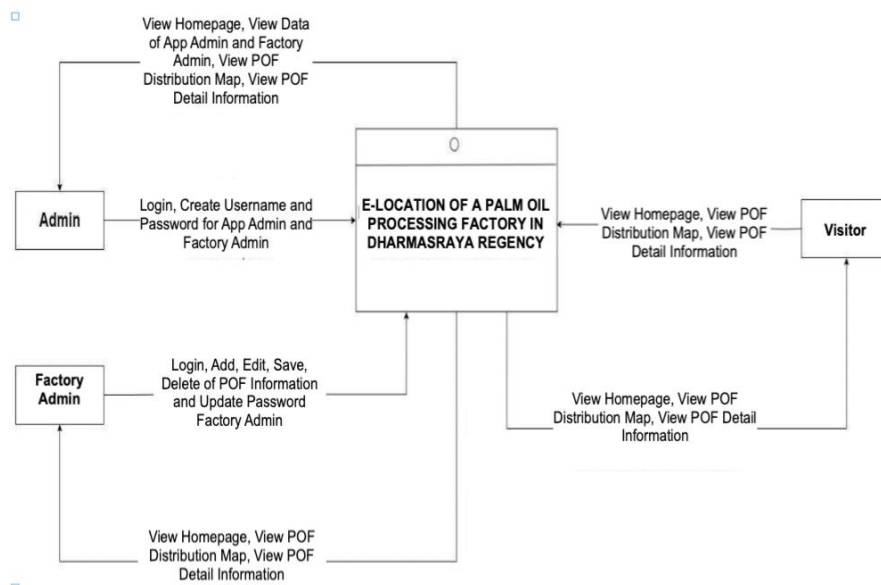 View Homepage, View Data
of App Admin and Factory
Admin, View POF
Distribution Map, View POF
Detail Information
Admin
Login, Create Username and
Password for App Admin and
Factory Admin
E-LOCATION OF A PALM OIL
PROCESSING FACTORY IN
DHARMASRAYA REGENCY
View Homepage, View POF
Distribution Map, View POF
Detail Information
Visitor
Factory
Admin
Login, Add, Edit, Save,
Delete of POF Information
and Update Password
Factory Admin
View Homepage, View POF
Distribution Map, View POF Detail
Information
View Homepage, View POF
Distribution Map, View POF
Detail Information